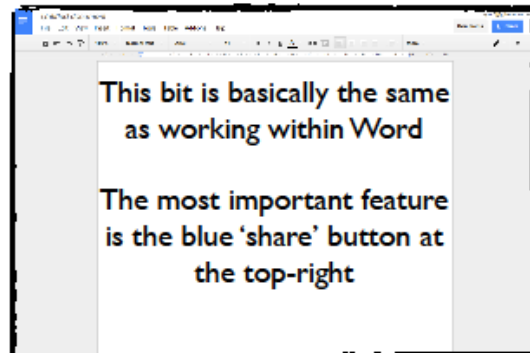 This bit is basically the same
as working within Word
The most important feature
is the blue ‘share’ button at
the top-right